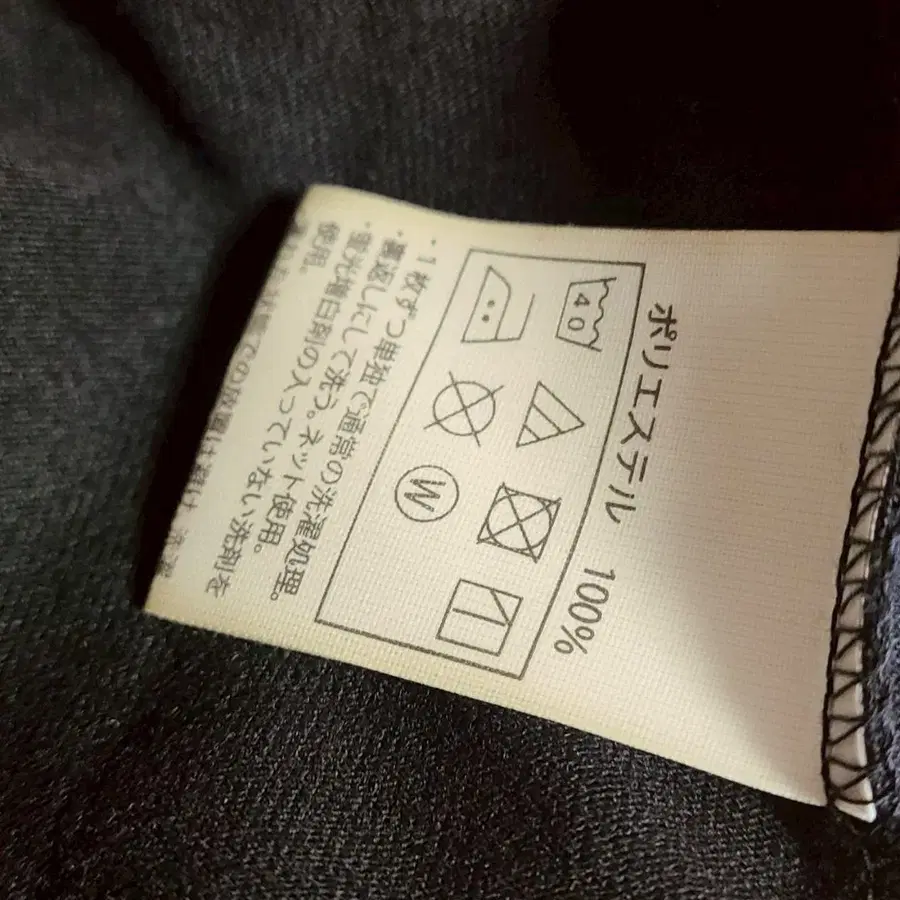 ポリエステル 100%
40
W
・1枚ずつ単独で通常の洗濯処理。
・裏返しにして洗う。ネット使用。
・蛍光増白剤の入っていない洗剤を
使用。